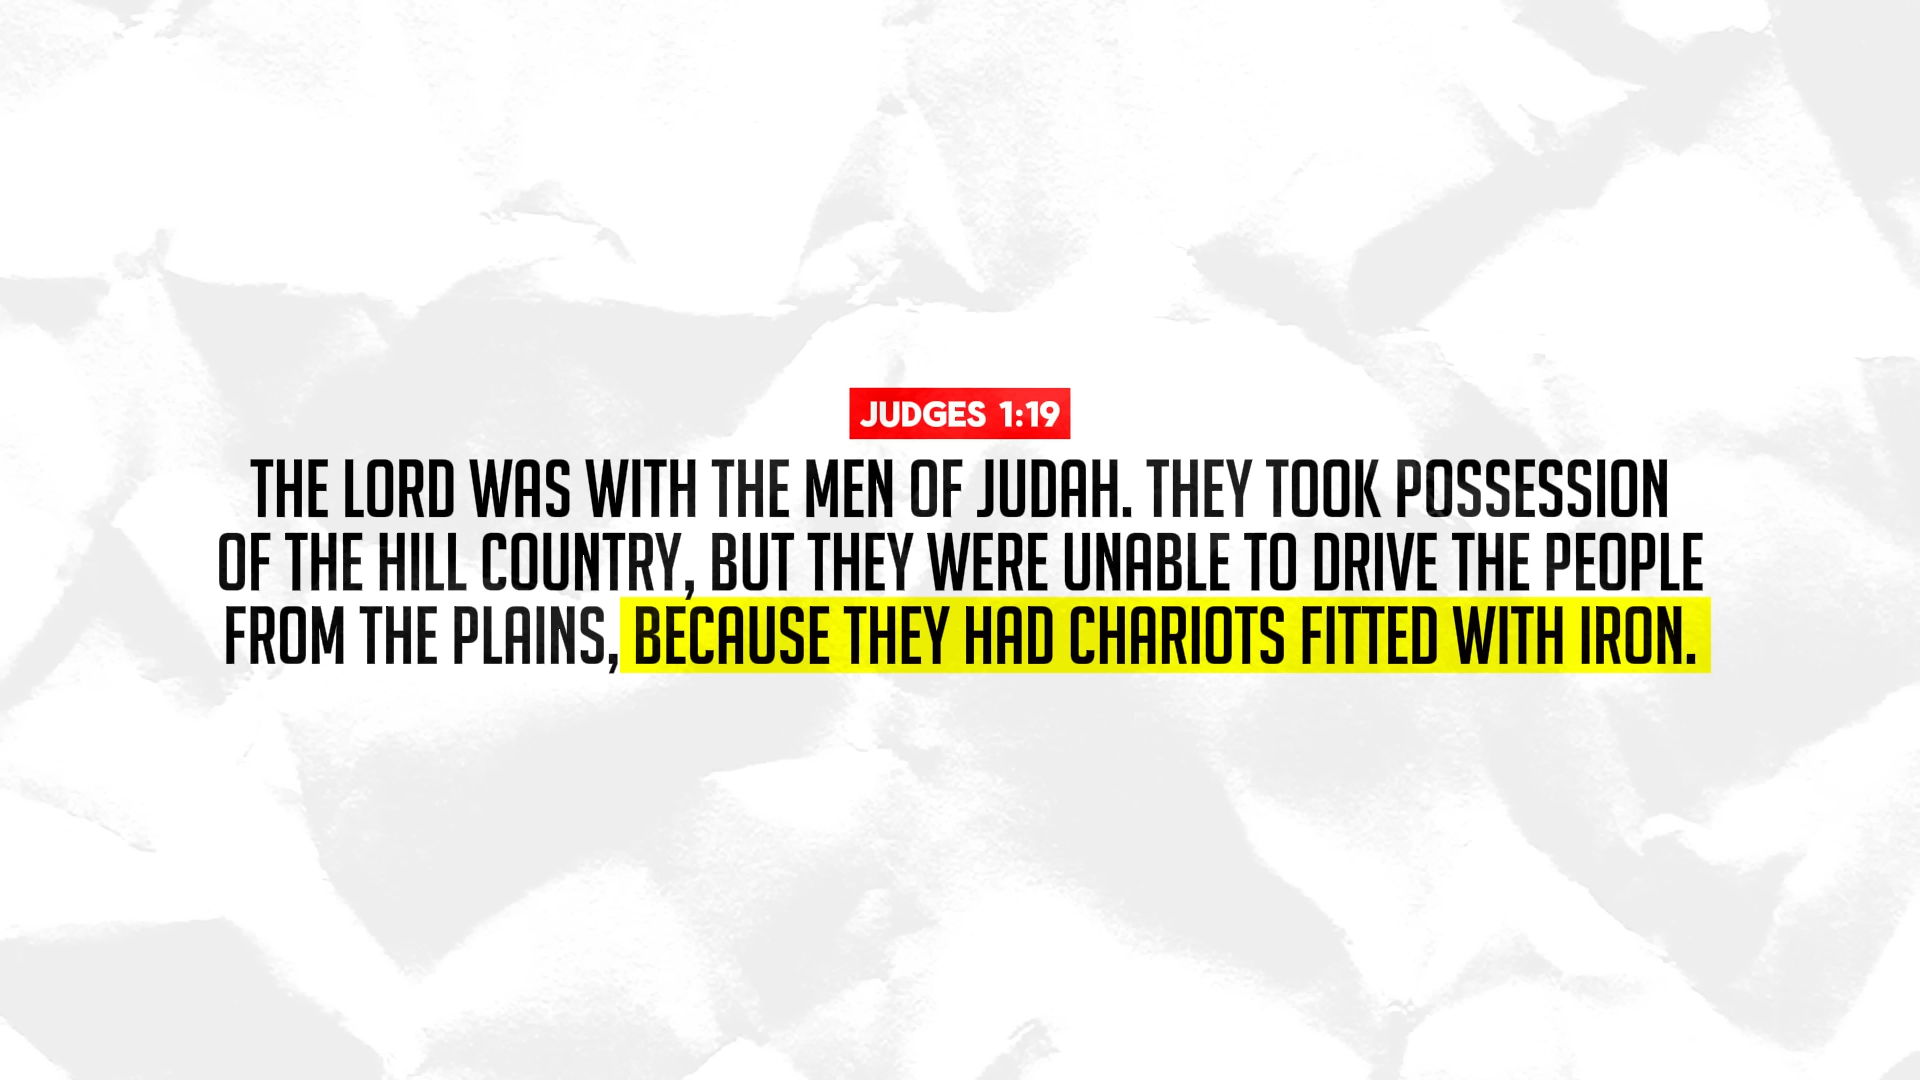 JUDGES 1:19
THE LORD WAS WITH THE MEN OF JUDAH. THEY TOOK POSSESSION
OF THE HILL COUNTRY, BUT THEY WERE UNABLE TO DRIVE THE PEOPLE
FROM THE PLAINS, BECAUSE THEY HAD CHARIOTS FITTED WITH IRON.